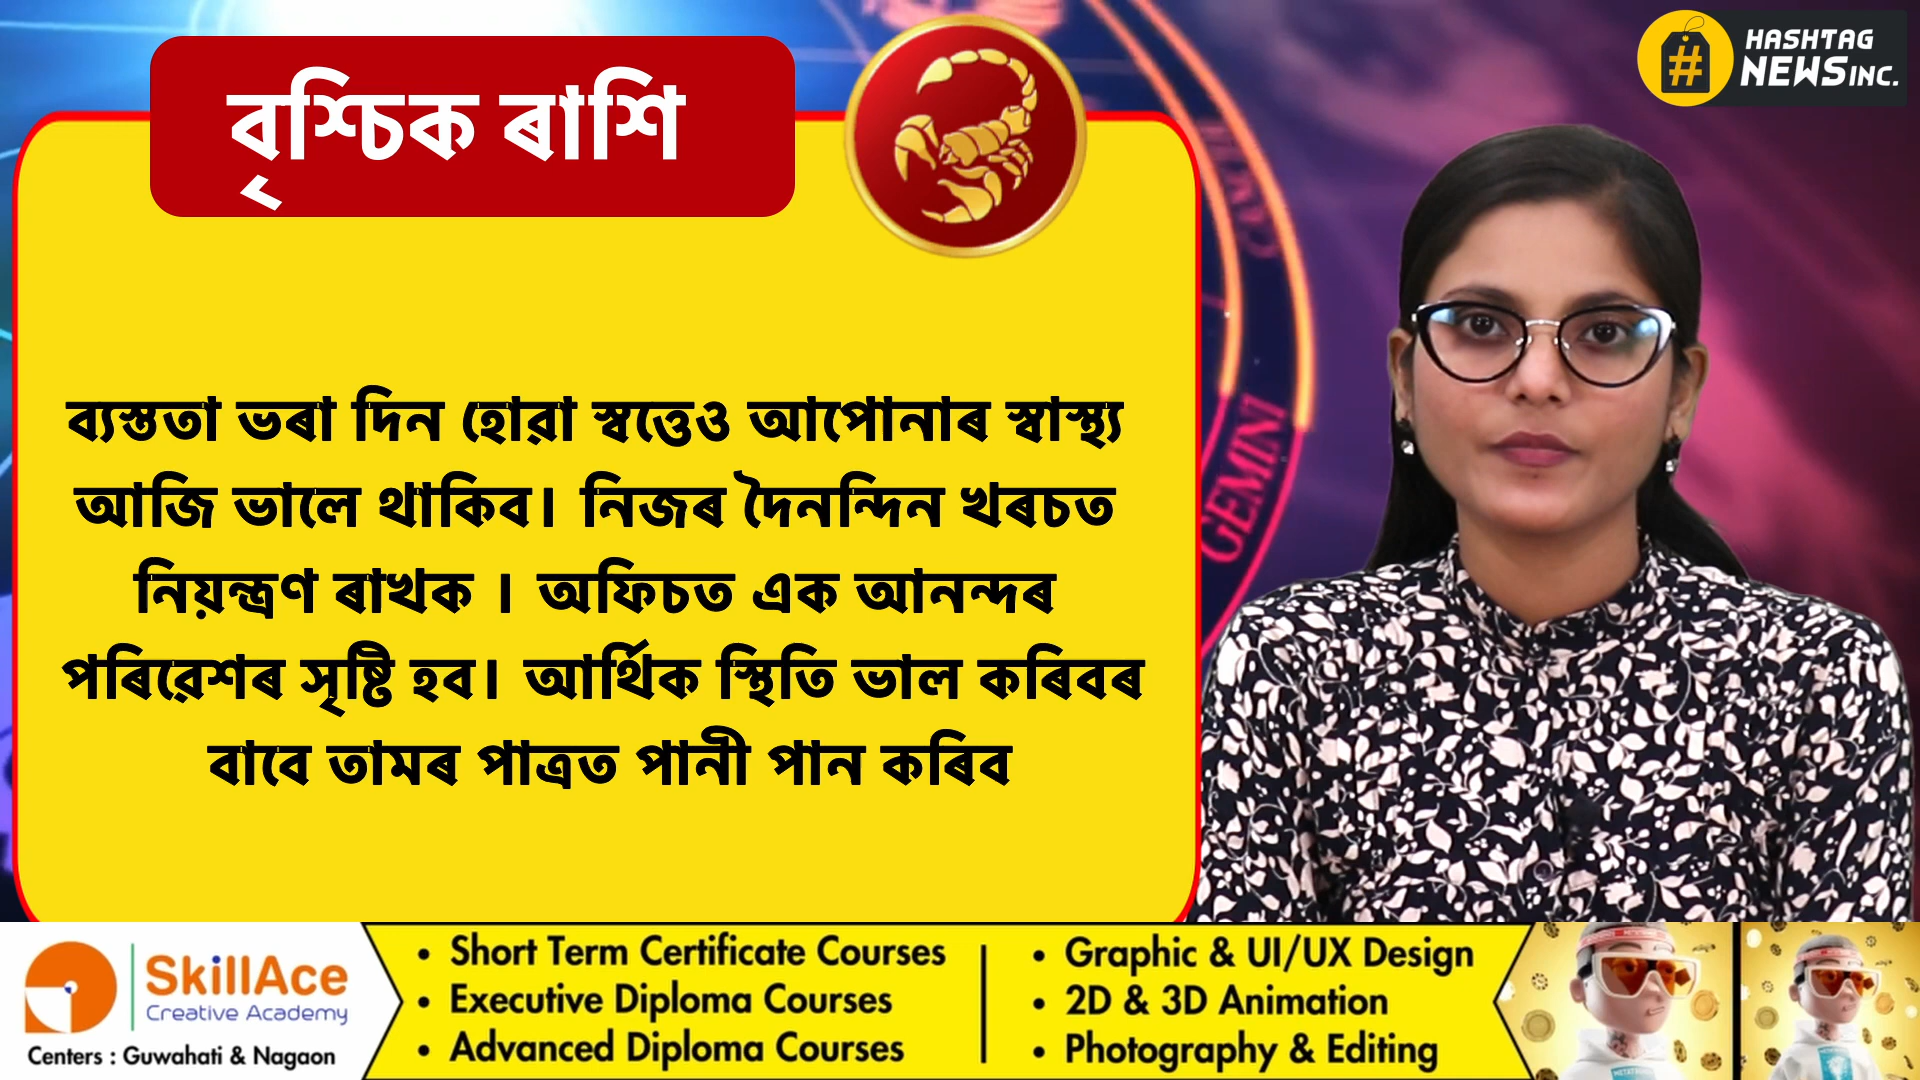 বৃশ্চিক ৰাশি
HASHTAG
NEWS INC.
ব্যস্ততা ভৰা দিন হোৱা স্বত্তেও আপোনাৰ স্বাস্থ্য
আজি ভালে থাকিব। নিজৰ দৈনন্দিন খৰচত
নিয়ন্ত্ৰণ ৰাখক । অফিচত এক আনন্দৰ
পৰিৱেশৰ সৃষ্টি হব। আৰ্থিক স্থিতি ভাল কৰিবৰ
বাবে তামৰ পাত্ৰত পানী পান কৰিব
GEMINI
SkillAce
Creative Academy
Centers : Guwahati & Nagaon
• Short Term Certificate Courses
• Executive Diploma Courses
• Advanced Diploma Courses
• Graphic & UI/UX Design
• 2D & 3D Animation
• Photography & Editing